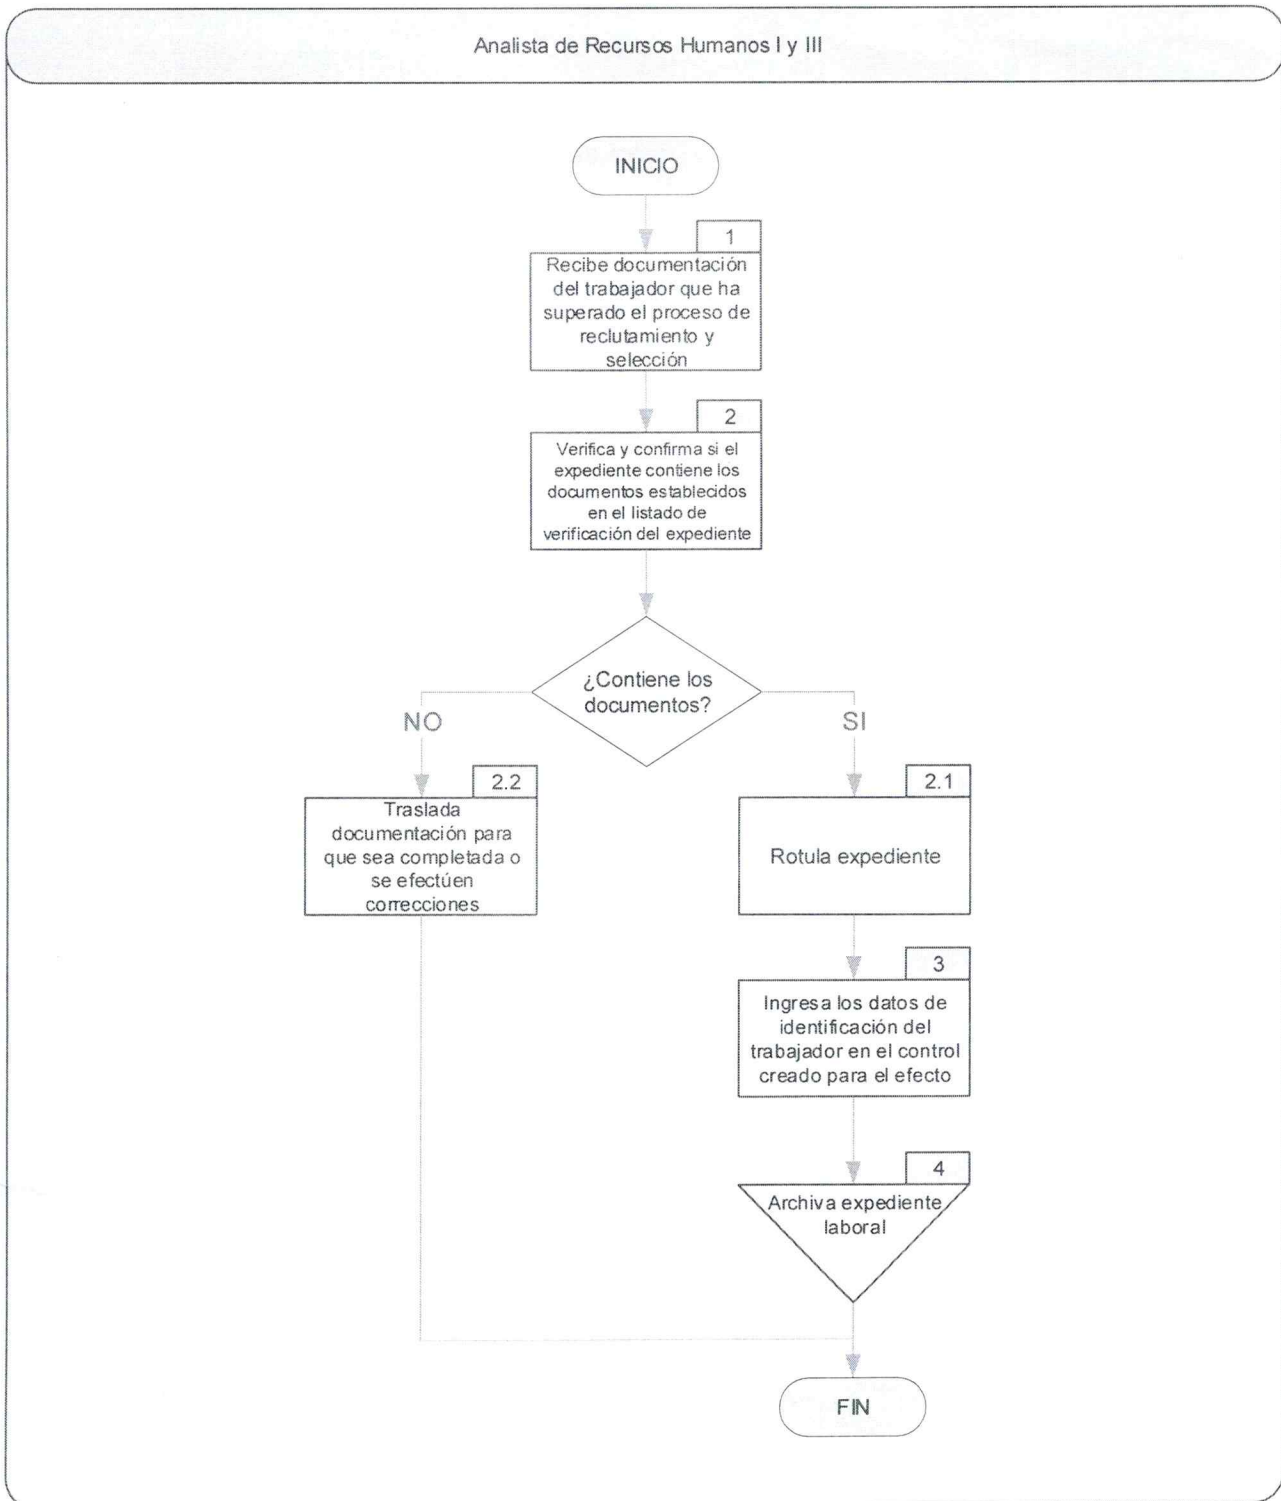 Analista de Recursos Humanos I y III
INICIO
1
Recibe documentación
del trabajador que ha
superado el proceso de
reclutamiento y
selección
2
Verifica y confirma si el
expediente contiene los
documentos establecidos
en el listado de
verificación del expediente
¿Contiene los
documentos?
NO
SI
2.2
Traslada
documentación para
que sea completada o
se efectúen
correcciones
2.1
Rotula expediente
3
Ingresa los datos de
identificación del
trabajador en el control
creado para el efecto
4
Archiva expediente
laboral
FIN